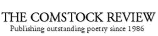 THE COMSTOCK REVIEW
Publishing outstanding poetry since 1986